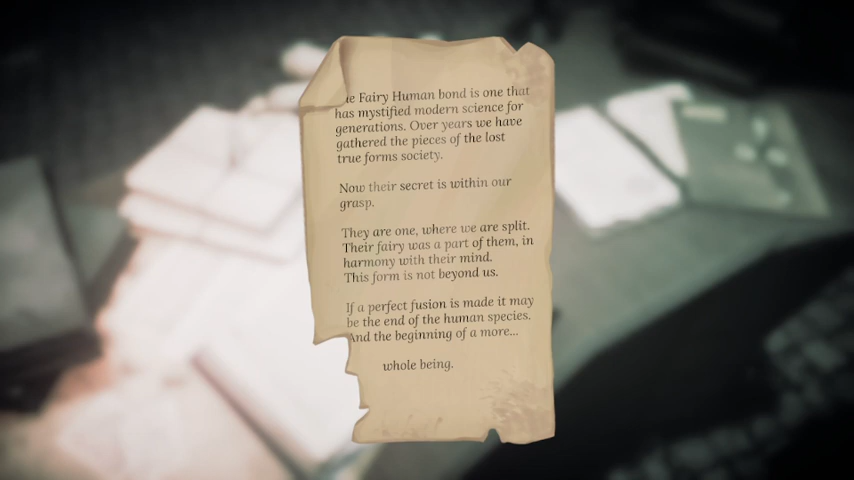 Fairy Human bond is one that
has mystified modern science for
generations. Over years we have
gathered the pieces of the lost
true forms society.
Now their secret is within our
grasp.
They are one, where we are split.
Their fairy was a part of them, in
harmony with their mind.
This form is not beyond us.
If a perfect fusion is made it may
be the end of the human species.
And the beginning of a more...
whole being.